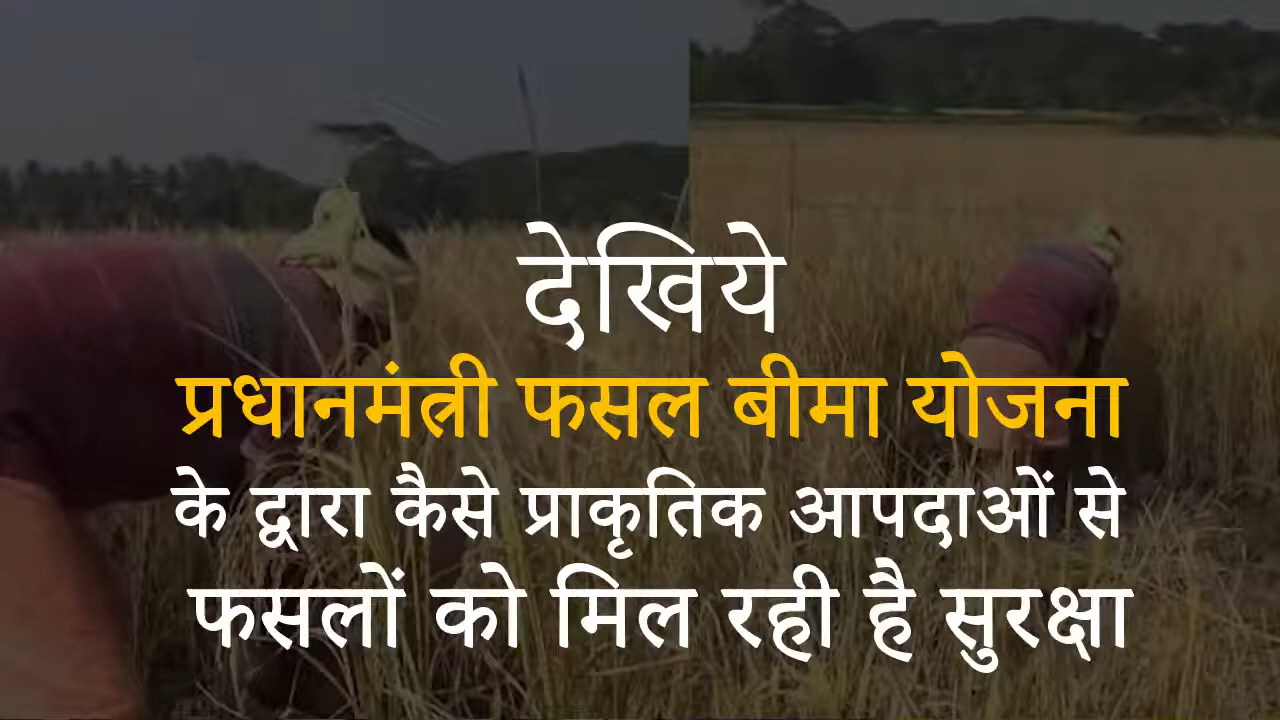 देखिये
प्रधानमंत्री फसल बीमा योजना
के द्वारा कैसे प्राकृतिक आपदाओं से
फसलों को मिल रही है सुरक्षा